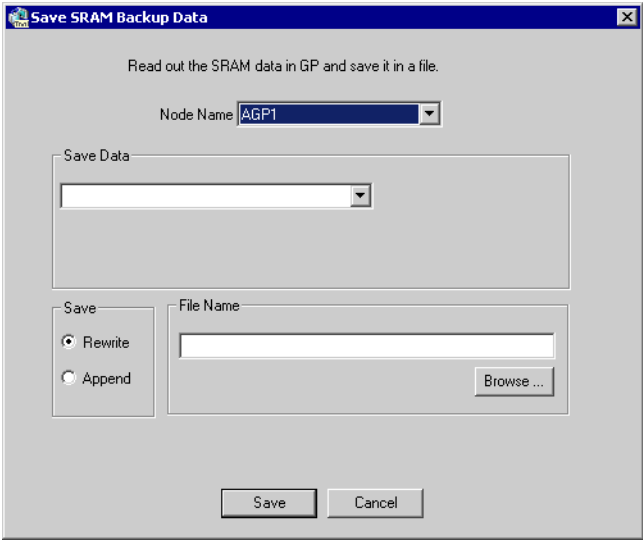 Save SRAM Backup Data
Read out the SRAM data in GP and save it in a file.
Node Name AGP1
Save Data
Save
Rewrite
Append
File Name
Browse ...
Save Cancel